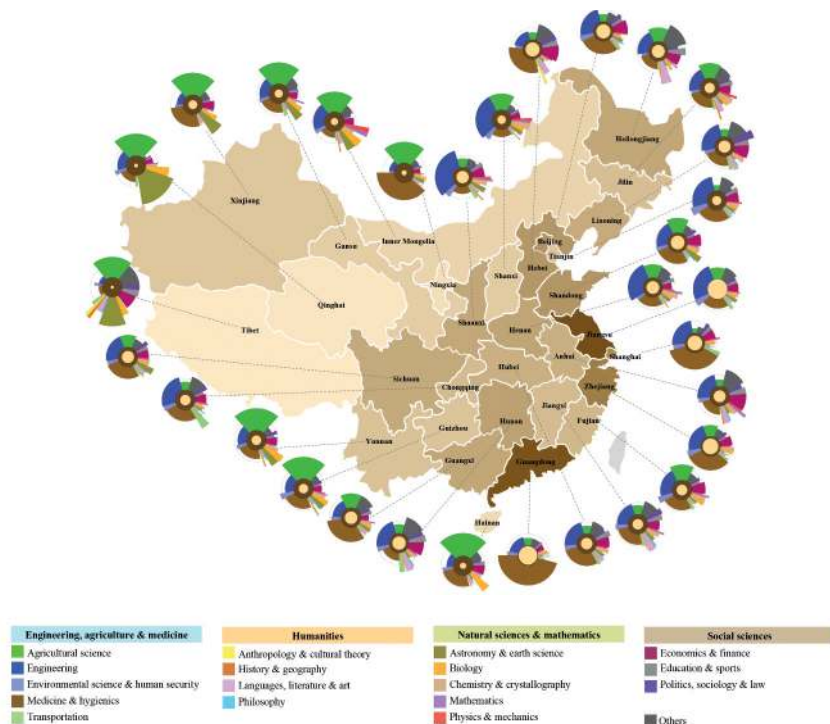 Heilongjiang
Jilin
Xinjiang
Liaoning
Inner Mongolia
Beijing
Gansu
Tianjin
Hebei
Shanxi
Ningxia
Shandong
Qinghai
Shaanxi
Henan
Jiangsu
Tibet
Anhui
Shanghai
Hubei
Sichuan
Chongqing
Zhejiang
Jiangxi
Hunan
Guizhou
Fujian
Yunnan
Guangxi
Guangdong
Hainan
Engineering, agriculture & medicine
Agricultural science
Engineering
Environmental science & human security
Medicine & hygienics
Transportation
Humanities
Anthropology & cultural theory
History & geography
Languages, literature & art
Philosophy
Natural sciences & mathematics
Astronomy & earth science
Biology
Chemistry & crystallography
Mathematics
Physics & mechanics
Social sciences
Economics & finance
Education & sports
Politics, sociology & law
Others